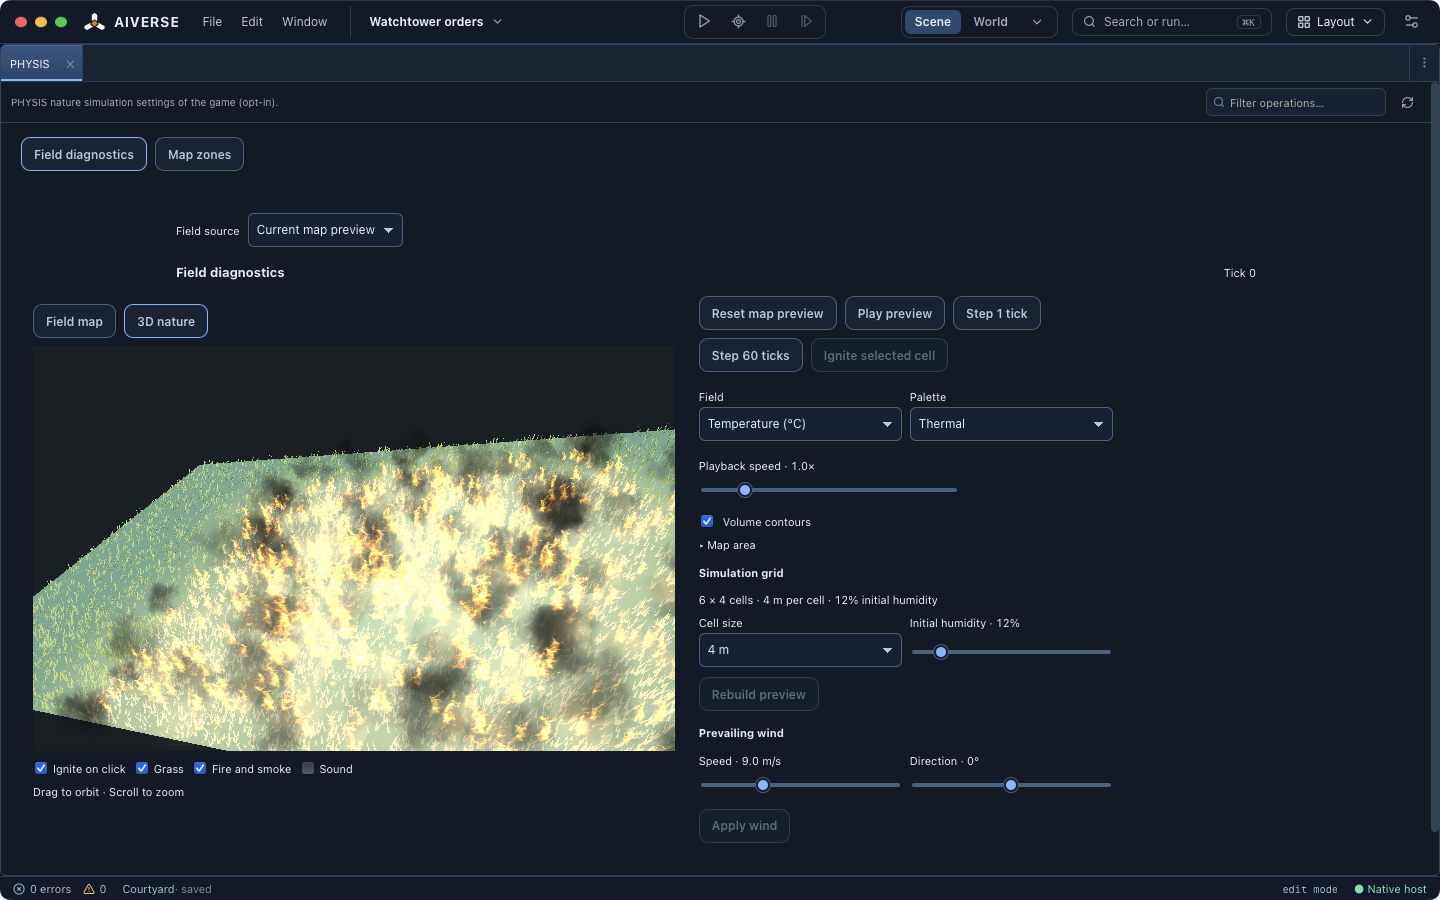 AIVERSE File Edit Window Watchtower orders Scene World Search or run... ⌘K Layout
PHYSIS
PHYSIS nature simulation settings of the game (opt-in). Filter operations...
Field diagnostics Map zones
Field source Current map preview
Field diagnostics Tick 0
Field map 3D nature
Reset map preview Play preview Step 1 tick
Step 60 ticks Ignite selected cell
Field Palette
Temperature (°C) Thermal
Playback speed · 1.0×
Volume contours
Map area
Simulation grid
6 × 4 cells · 4 m per cell · 12% initial humidity
Cell size Initial humidity · 12%
4 m
Rebuild preview
Prevailing wind
Speed · 9.0 m/s Direction · 0°
Apply wind
Ignite on click Grass Fire and smoke Sound
Drag to orbit · Scroll to zoom
0 errors 0 Courtyard · saved edit mode Native host